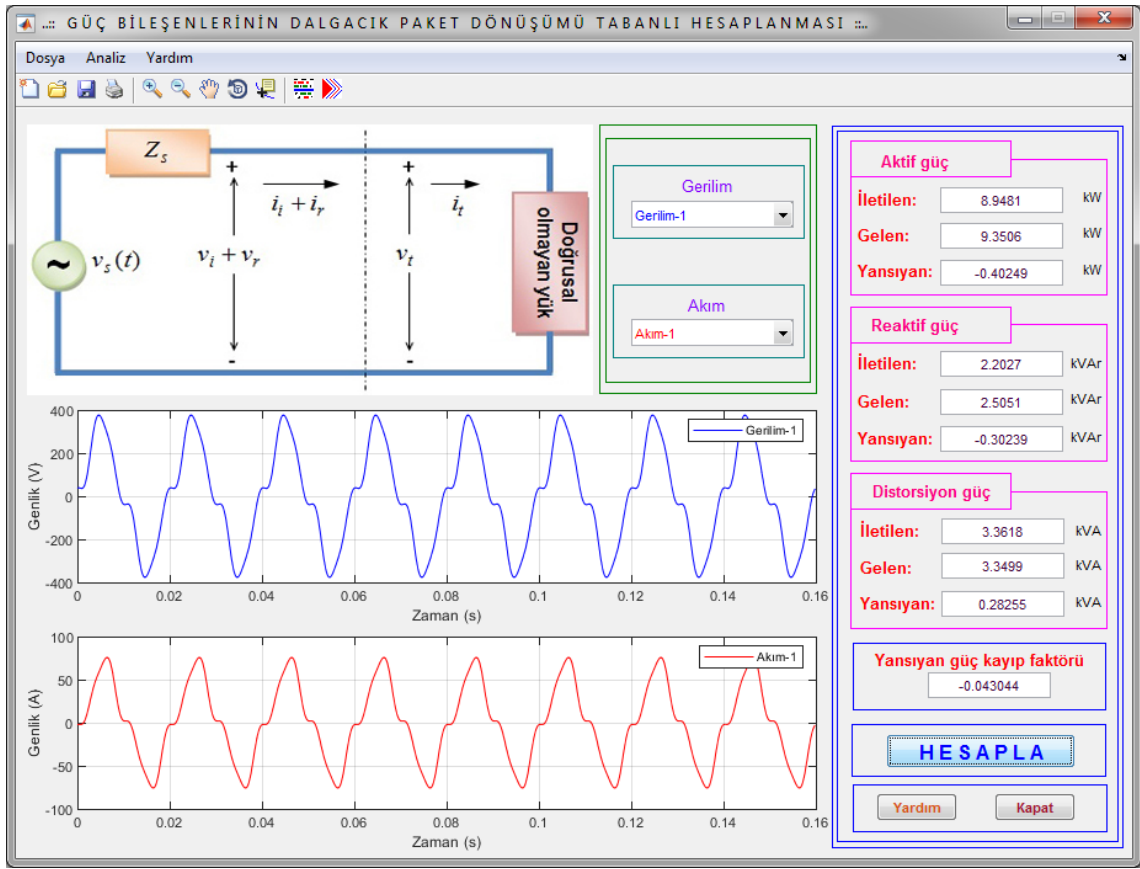 ..:: GÜÇ BİLEŞENLERİNİN DALGACIK PAKET DÖNÜŞÜMÜ TABANLI HESAPLANMASI ::..
Dosya Analiz Yardım
Z_s
+ +
i_i + i_r
i_t
v_s(t)
v_i + v_r
v_t
~
Doğrusal
olmayan yük
- -
Gerilim
Gerilim-1
Akım
Akım-1
Aktif güç
İletilen: 8.9481 kW
Gelen: 9.3506 kW
Yansıyan: -0.40249 kW
Reaktif güç
İletilen: 2.2027 kVAr
Gelen: 2.5051 kVAr
Yansıyan: -0.30239 kVAr
Distorsiyon güç
İletilen: 3.3618 kVA
Gelen: 3.3499 kVA
Yansıyan: 0.28255 kVA
Yansıyan güç kayıp faktörü
-0.043044
HESAPLA
Yardım Kapat
400
200
0
-200
-400
Genlik (V)
Gerilim-1
0 0.02 0.04 0.06 0.08 0.1 0.12 0.14 0.16
Zaman (s)
100
50
0
-50
-100
Genlik (A)
Akım-1
0 0.02 0.04 0.06 0.08 0.1 0.12 0.14 0.16
Zaman (s)